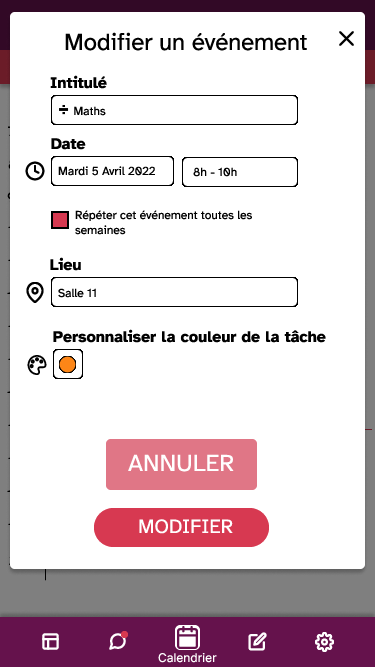 Modifier un événement
Intitulé
÷ Maths
Date
Mardi 5 Avril 2022
8h - 10h
Répéter cet événement toutes les
semaines
Lieu
Salle 11
Personnaliser la couleur de la tâche
ANNULER
MODIFIER
Calendrier